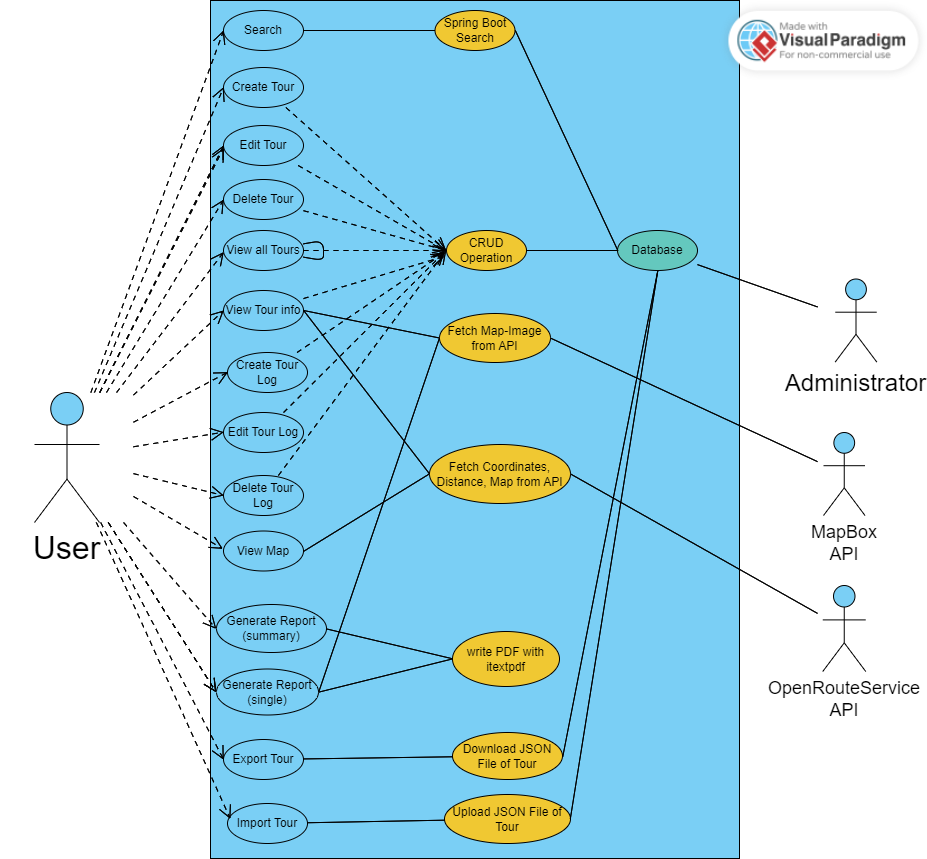 Search
Spring Boot
Search
Made with
Visual Paradigm
For non-commercial use
Create Tour
Edit Tour
Delete Tour
View all Tours
CRUD
Operation
Database
View Tour info
Fetch Map-Image
from API
Administrator
Create Tour
Log
Edit Tour Log
Fetch Coordinates,
Distance, Map from API
Delete Tour
Log
User
View Map
MapBox
API
Generate Report
(summary)
write PDF with
itextpdf
Generate Report
(single)
OpenRouteService
API
Export Tour
Download JSON
File of Tour
Import Tour
Upload JSON File of
Tour